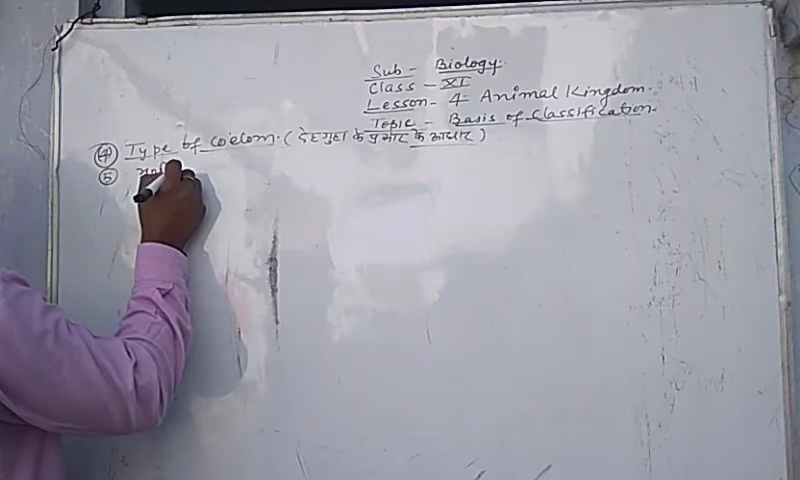 Sub - Biology.
Class - XI
Lesson - 4 Animal Kingdom.
Topic - Basis of classification.
(4) Type of coelom. (देहगुहा के प्रकार के आधार)
(5)